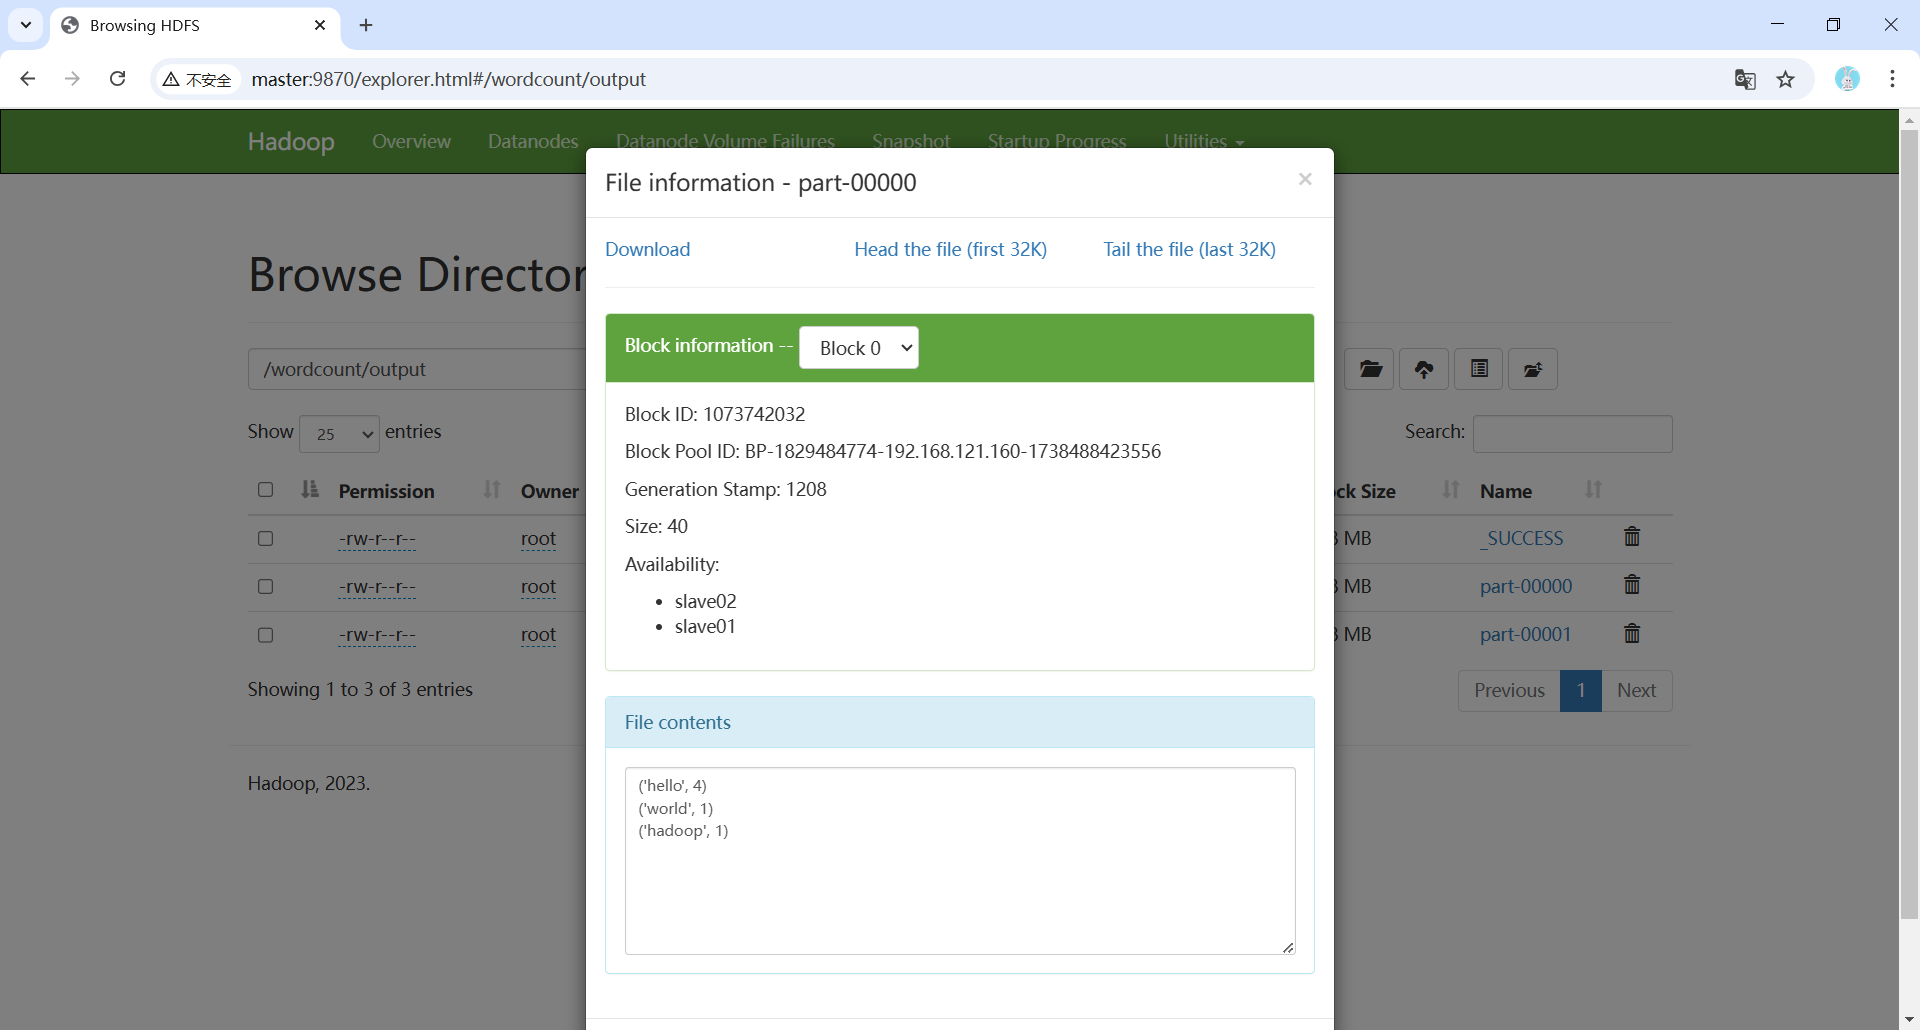 Browsing HDFS
不安全 master:9870/explorer.html#/wordcount/output
Hadoop Overview Datanodes Datanode Volume Failures Snapshot Startup Progress Utilities
File information - part-00000 ×
Download Head the file (first 32K) Tail the file (last 32K)
Browse Director
Block information -- Block 0
/wordcount/output
Block ID: 1073742032
Show 25 entries
Search:
Block Pool ID: BP-1829484774-192.168.121.160-1738488423556
Permission Owner
Generation Stamp: 1208
ck Size Name
Size: 40
-rw-r--r-- root
MB _SUCCESS
Availability:
-rw-r--r-- root
MB part-00000
slave02
slave01
-rw-r--r-- root
MB part-00001
Showing 1 to 3 of 3 entries
Previous 1 Next
File contents
Hadoop, 2023.
('hello', 4)
('world', 1)
('hadoop', 1)